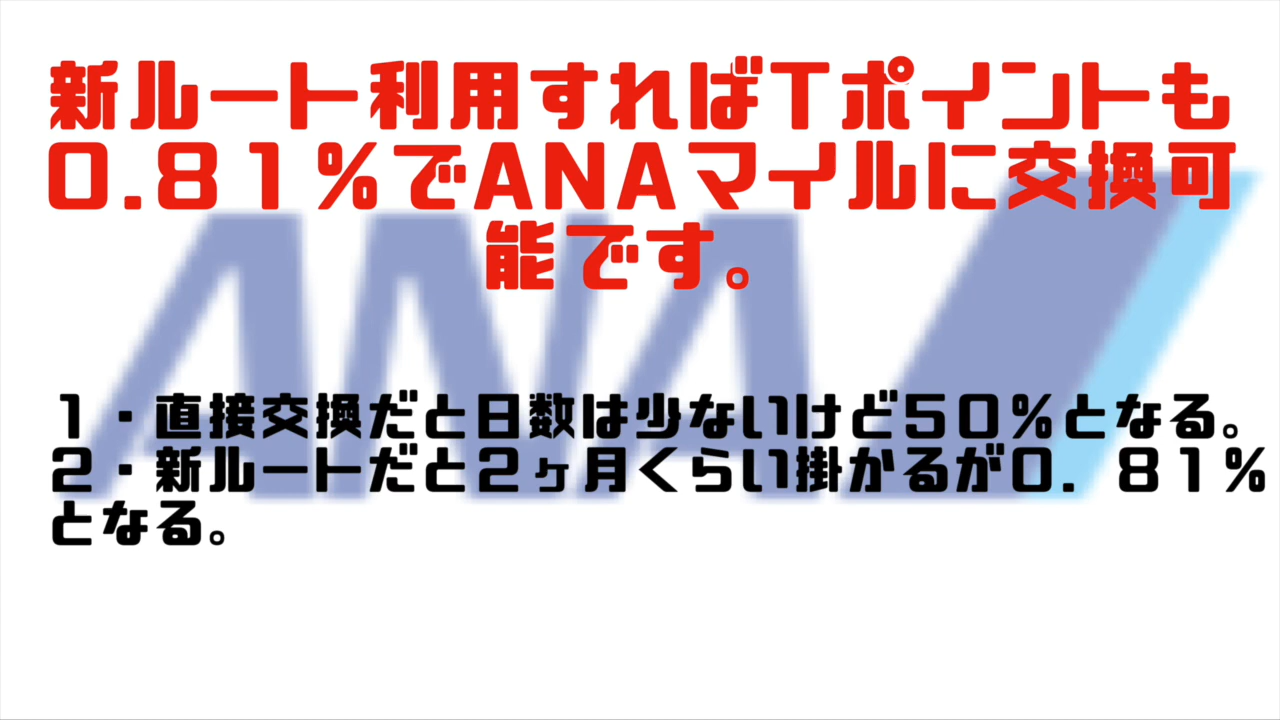 新ルート利用すればTポイントも
0.81%でANAマイルに交換可
能です。
ANA
1・直接交換だと日数は少ないけど50%となる。
2・新ルートだと2ヶ月くらい掛かるが0.81%
となる。